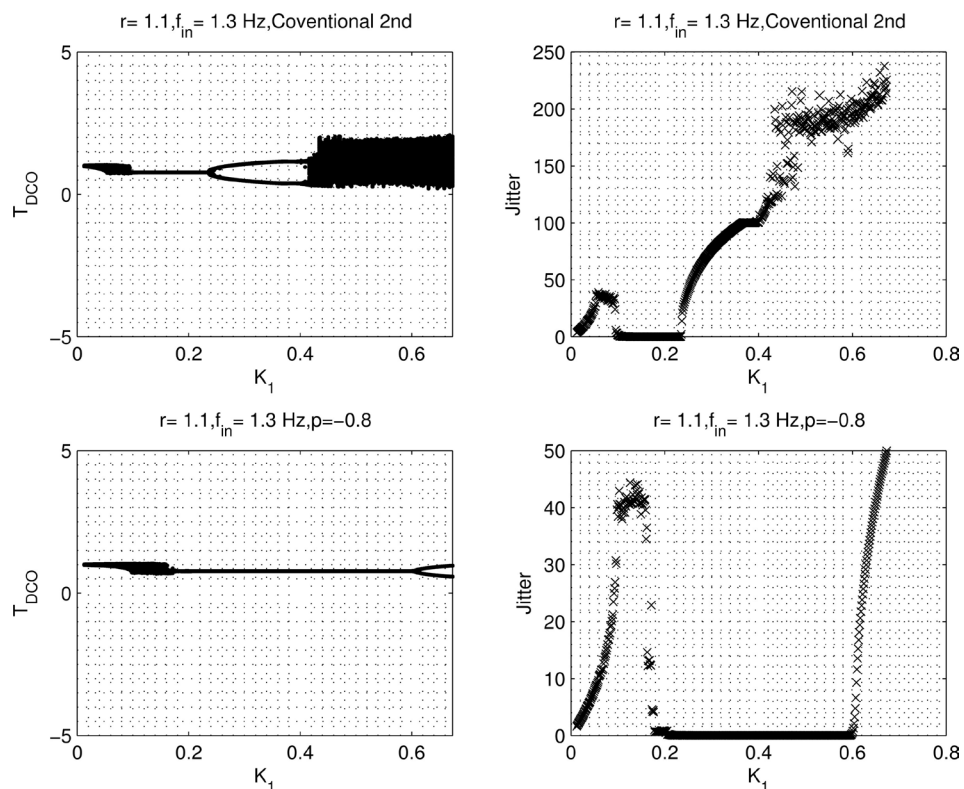 r= 1.1,f_in= 1.3 Hz,Coventional 2nd
5
0
−5
T_DCO
0 0.2 0.4 0.6
K_1
r= 1.1,f_in= 1.3 Hz,Coventional 2nd
250
200
150
100
50
0
Jitter
0 0.2 0.4 0.6 0.8
K_1
r= 1.1,f_in= 1.3 Hz,p=−0.8
5
0
−5
T_DCO
0 0.2 0.4 0.6
K_1
r= 1.1,f_in= 1.3 Hz,p=−0.8
50
40
30
20
10
0
Jitter
0 0.2 0.4 0.6 0.8
K_1